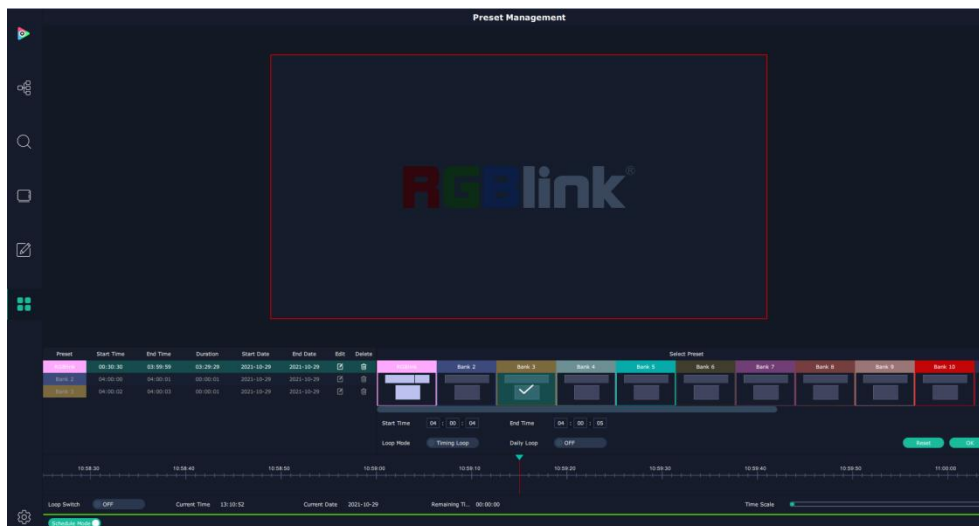 Preset Management
RGBlink®
Preset Start Time End Time Duration Start Date End Date Edit Delete Select Preset
00:30:30 03:59:59 03:29:29 2021-10-29 2021-10-29
Bank 2 04:00:00 04:00:01 00:00:01 2021-10-29 2021-10-29
Bank 3 04:00:02 04:00:03 00:00:01 2021-10-29 2021-10-29
Bank 2 Bank 3 Bank 4 Bank 5 Bank 6 Bank 7 Bank 8 Bank 9 Bank 10
Start Time 04 : 00 : 04 End Time 04 : 00 : 05
Loop Mode Timing Loop Daily Loop OFF Reset OK
10:58:30 10:58:40 10:58:50 10:58:00 10:59:10 10:59:20 10:59:30 10:59:40 10:59:50 11:00:00
Loop Switch OFF Current Time 13:10:52 Current Date 2021-10-29 Remaining Ti... 00:00:00 Time Scale
Schedule Mode